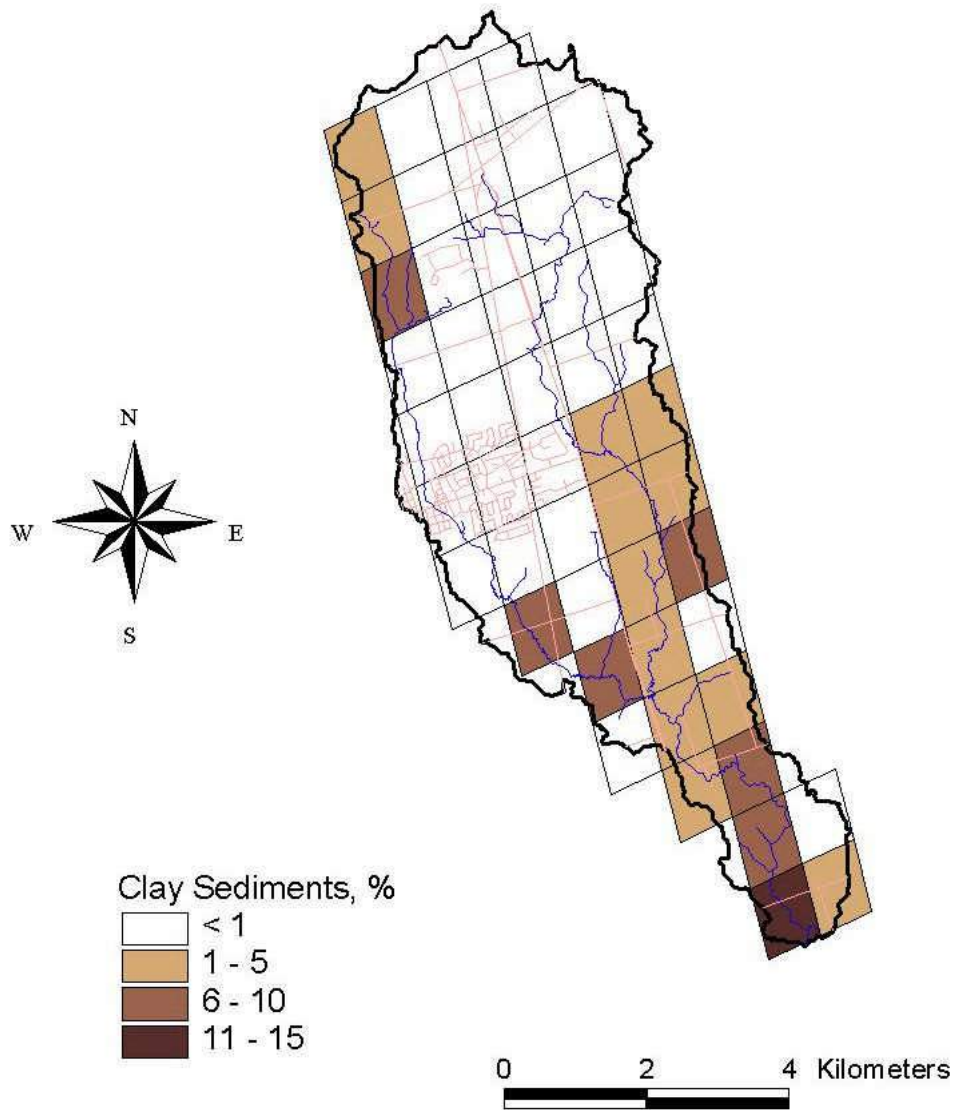 N
W E
S
Clay Sediments, %
< 1
1 - 5
6 - 10
11 - 15
0 2 4 Kilometers